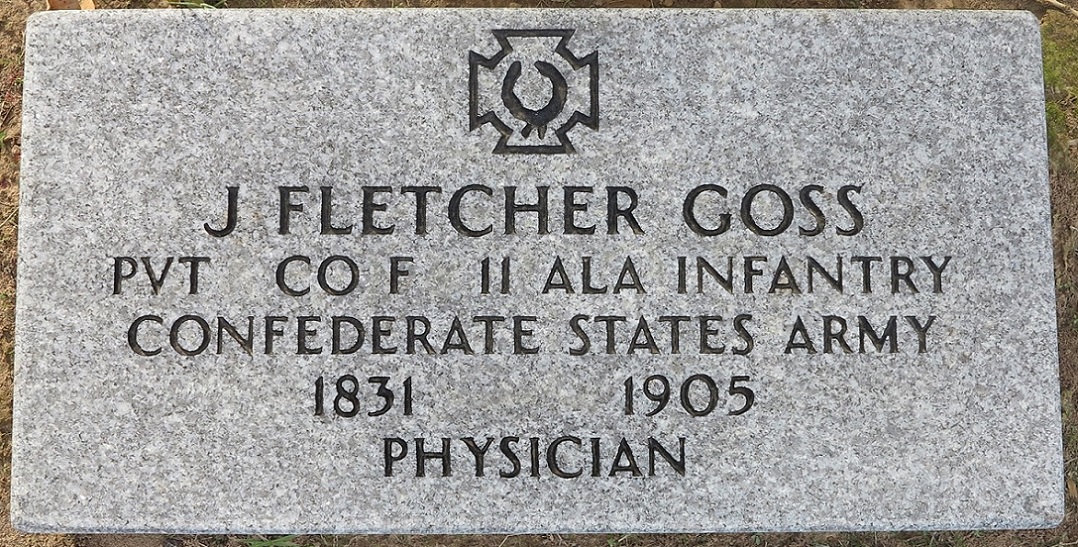 J FLETCHER GOSS
PVT CO F 11 ALA INFANTRY
CONFEDERATE STATES ARMY
1831 1905
PHYSICIAN